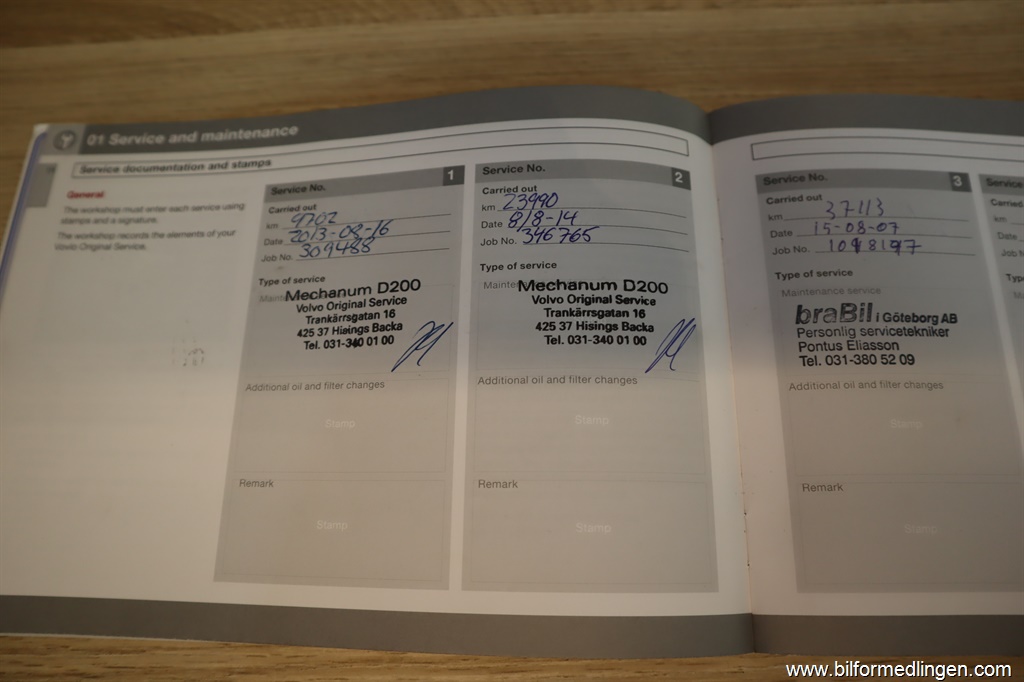 01 Service and maintenance
Service documentation and stamps
General
The workshop must enter each service using
stamps and a signature.
The workshop records the elements of your
Volvo Original Service.
Service No. 1
Carried out
km 9702
Date 2013-08-16
Job No. 309488
Type of service
Mechanum D200
Volvo Original Service
Trankärrsgatan 16
425 37 Hisings Backa
Tel. 031-340 01 00
Additional oil and filter changes
Stamp
Remark
Stamp
Service No. 2
Carried out
km 23990
Date 8/8-14
Job No. 346765
Type of service
Mechanum D200
Volvo Original Service
Trankärrsgatan 16
425 37 Hisings Backa
Tel. 031-340 01 00
Additional oil and filter changes
Stamp
Remark
Stamp
Service No. 3
Carried out
km 37113
Date 15-08-07
Job No.
Type of service
Maintenance service
braBil i Göteborg AB
Personlig servicetekniker
Pontus Eliasson
Tel. 031-380 52 09
Additional oil and filter changes
Stamp
Remark
Stamp
www.bilformedlingen.com